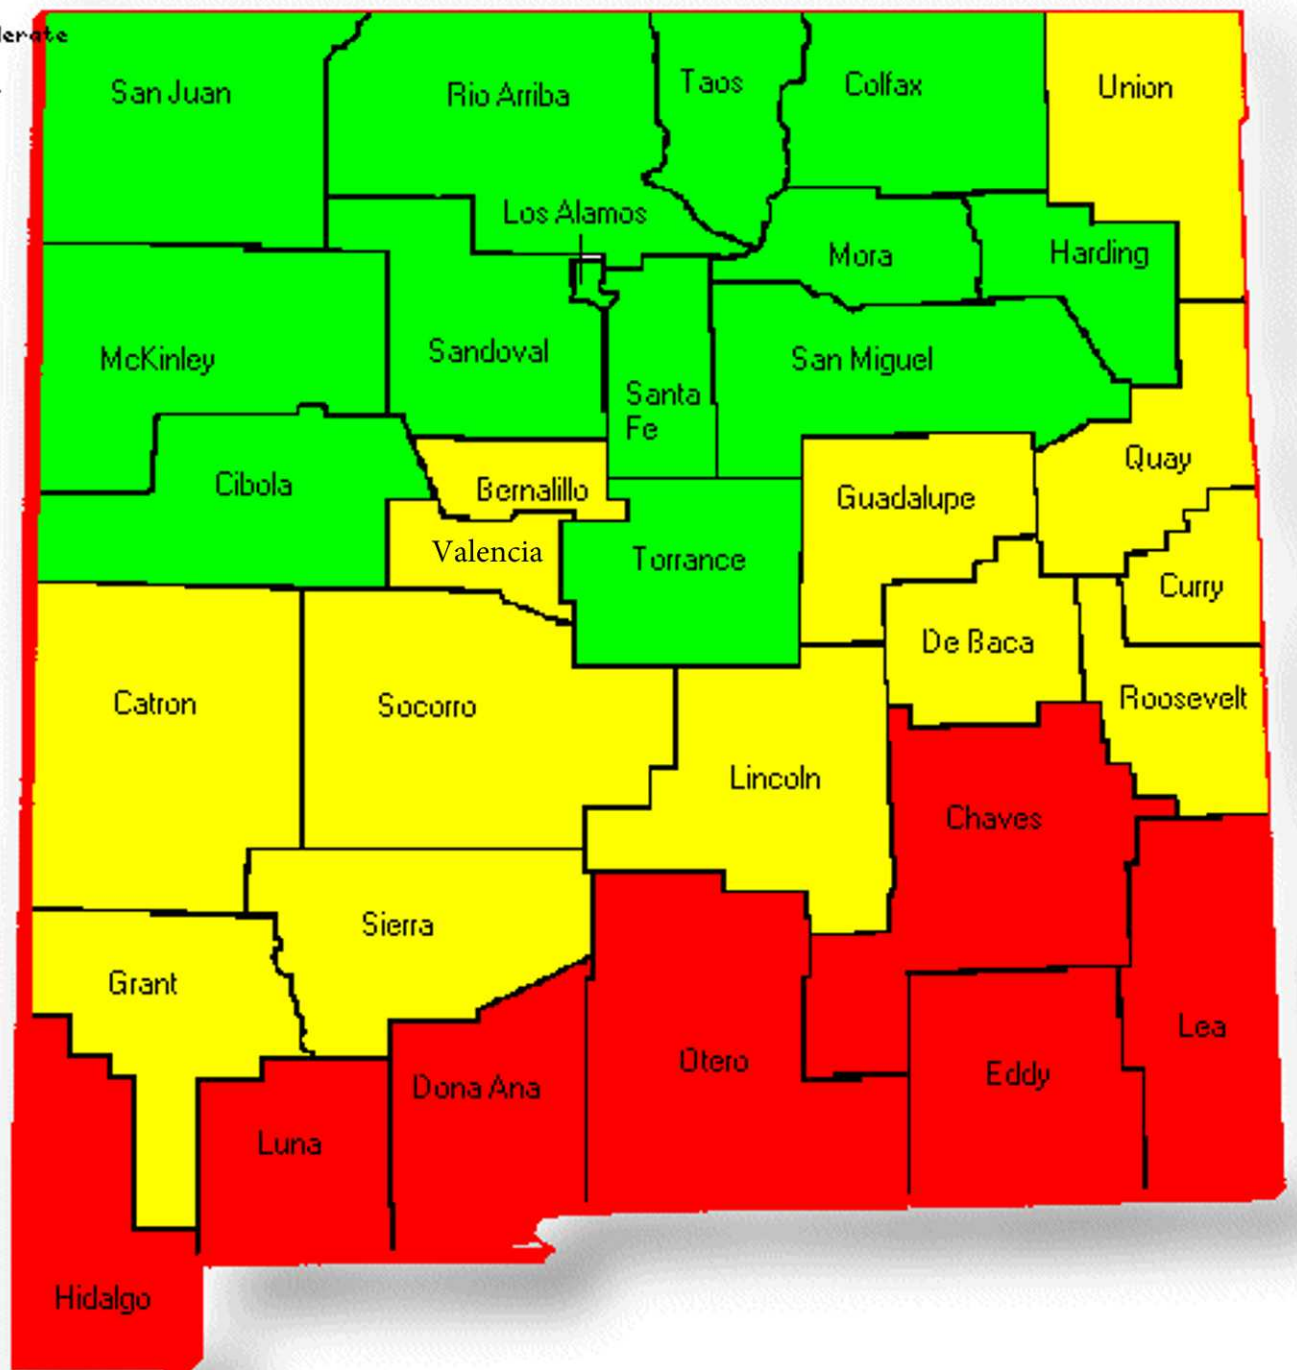 San Juan
Rio Arriba
Taos
Colfax
Union
Los Alamos
Mora
Harding
McKinley
Sandoval
Santa
Fe
San Miguel
Cibola
Bernalillo
Guadalupe
Quay
Valencia
Torrance
Curry
De Baca
Catron
Socorro
Roosevelt
Lincoln
Chaves
Sierra
Grant
Otero
Eddy
Lea
Dona Ana
Luna
Hidalgo